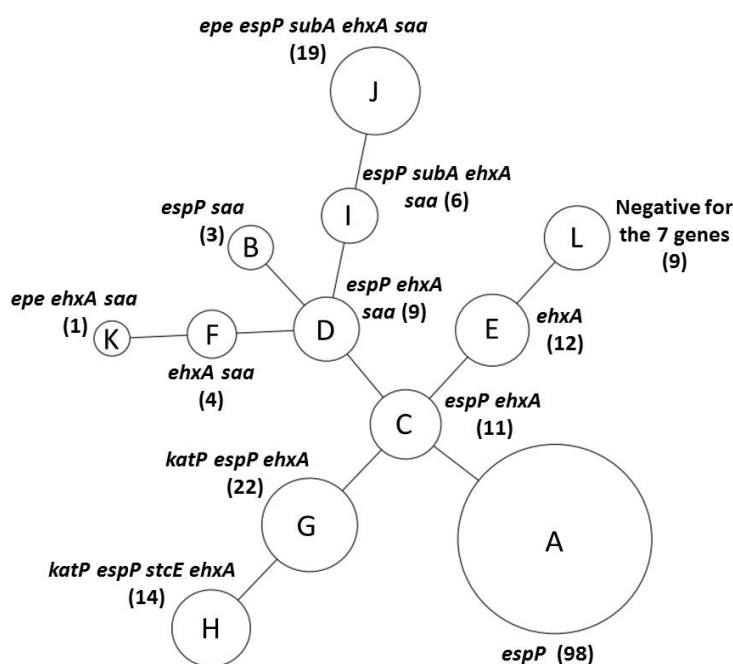 epe espP subA ehxA saa
(19)
J
espP subA ehxA
saa (6)
I
espP saa
(3)
B
Negative for
the 7 genes
(9)
L
epe ehxA saa
(1)
K
F
ehxA saa
(4)
espP ehxA
saa (9)
D
E
ehxA
(12)
C
espP ehxA
(11)
katP espP ehxA
(22)
G
A
espP (98)
katP espP stcE ehxA
(14)
H